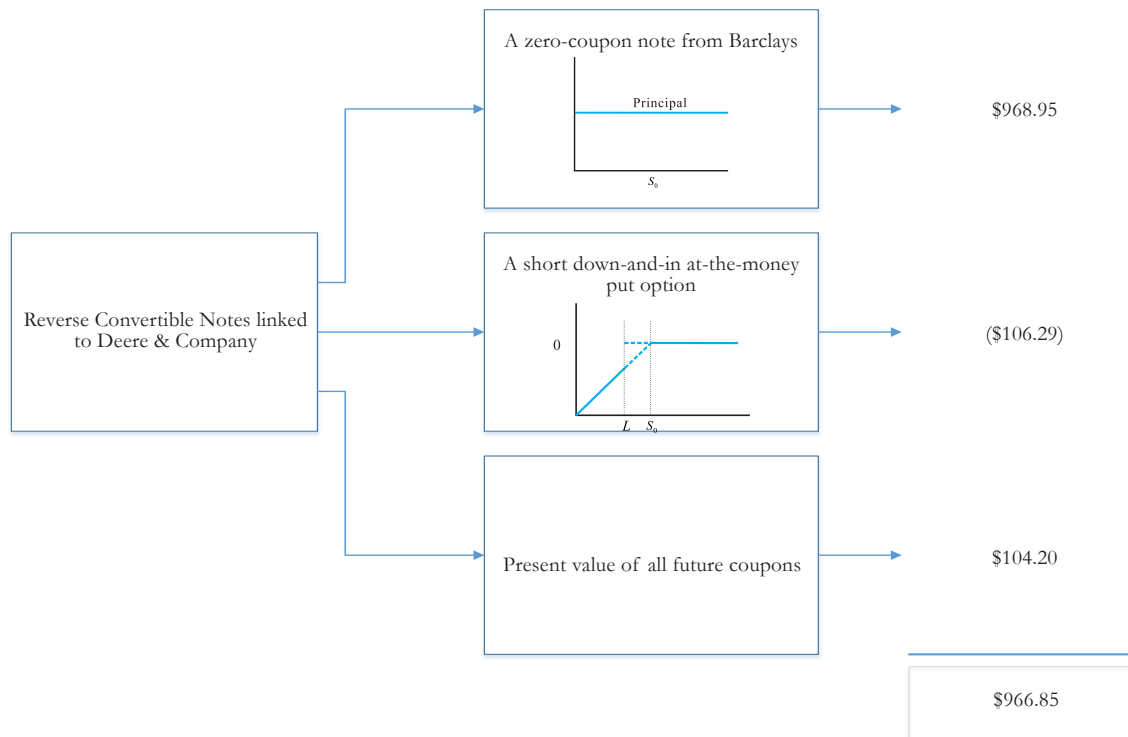 A zero-coupon note from Barclays
Principal
S₀
$968.95
Reverse Convertible Notes linked
to Deere & Company
A short down-and-in at-the-money
put option
0
L S₀
($106.29)
Present value of all future coupons
$104.20
$966.85